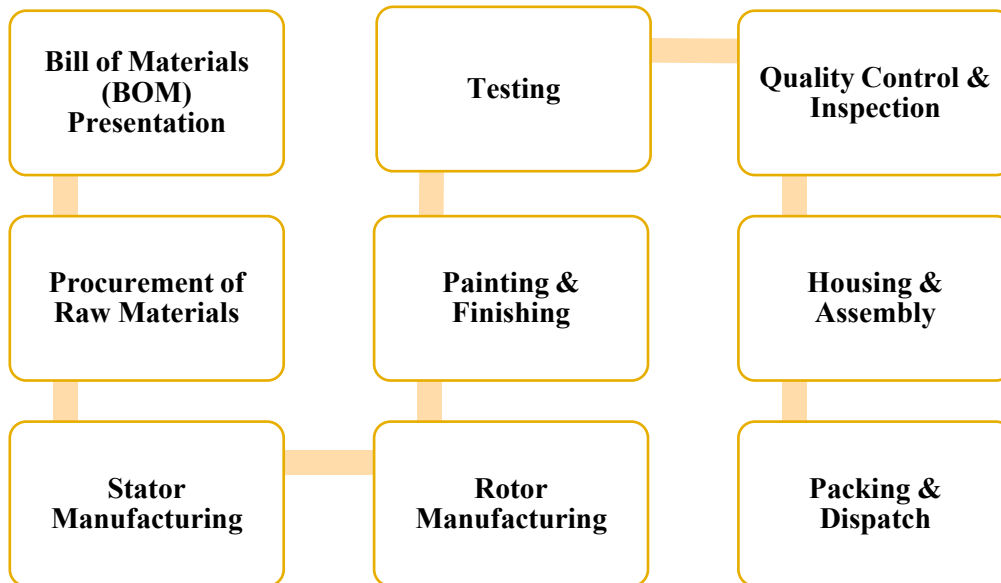 Bill of Materials
(BOM)
Presentation
Procurement of
Raw Materials
Stator
Manufacturing
Rotor
Manufacturing
Painting &
Finishing
Testing
Quality Control &
Inspection
Housing &
Assembly
Packing &
Dispatch